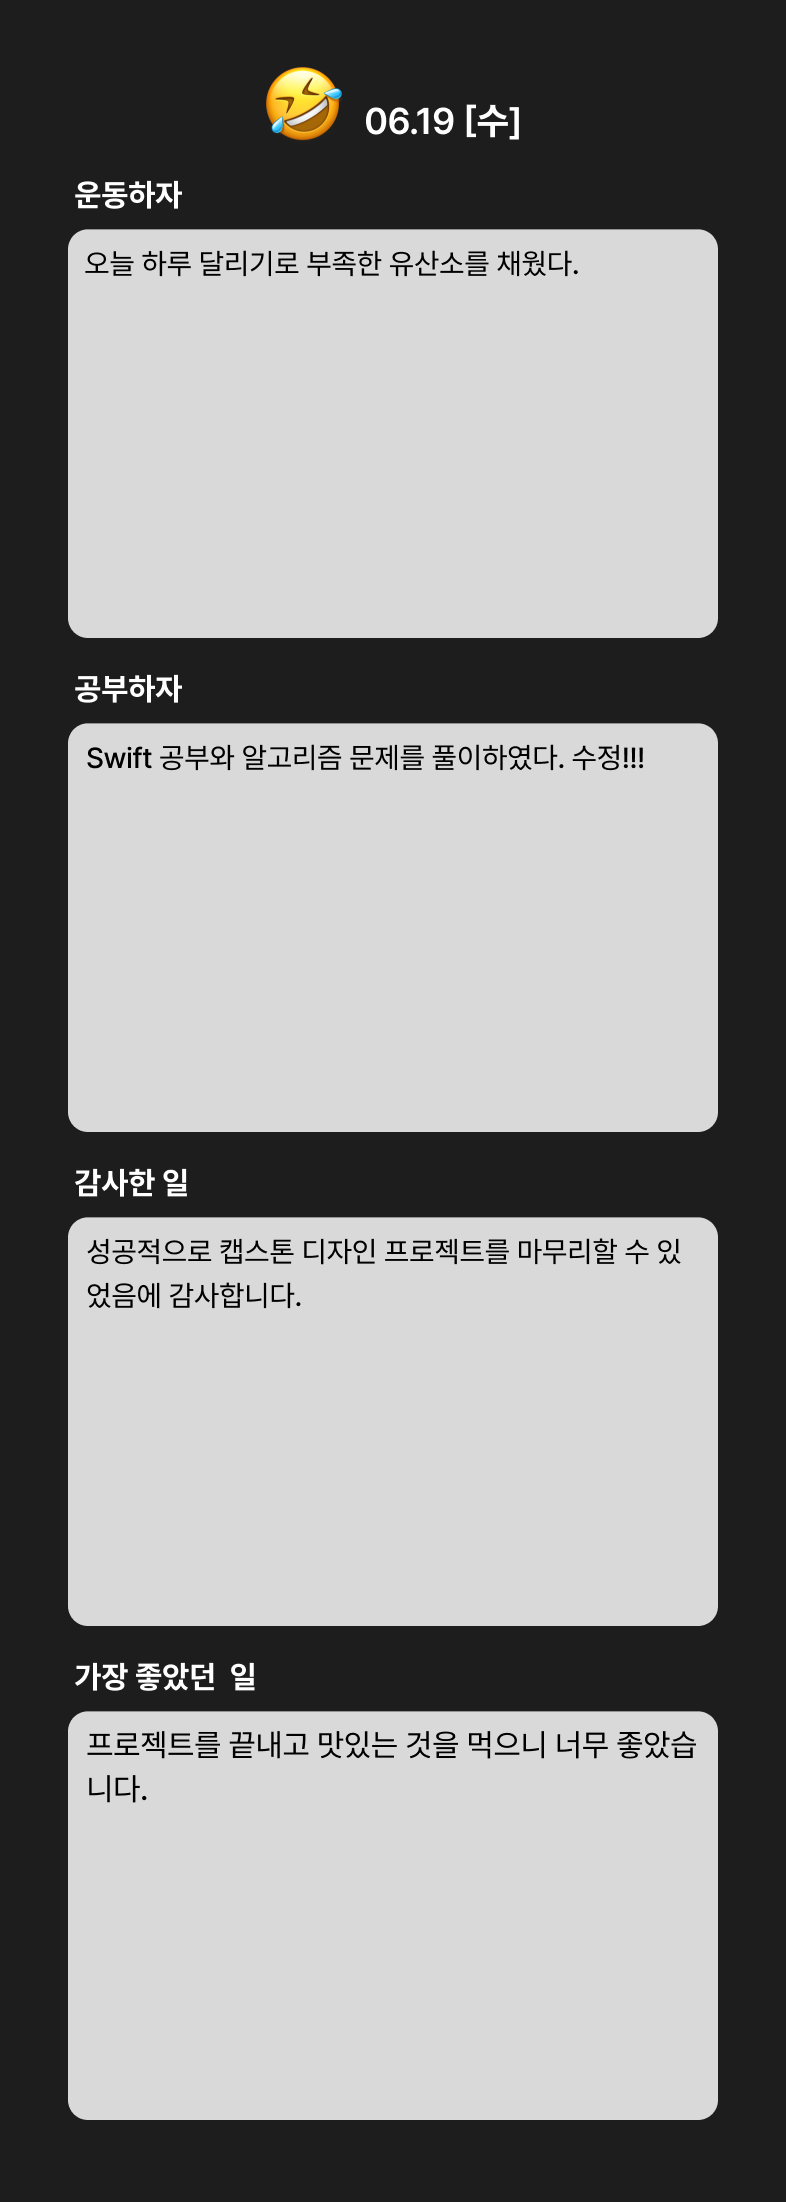 🤣 06.19 [수]
운동하자
오늘 하루 달리기로 부족한 유산소를 채웠다.
공부하자
Swift 공부와 알고리즘 문제를 풀이하였다. 수정!!!
감사한 일
성공적으로 캡스톤 디자인 프로젝트를 마무리할 수 있
었음에 감사합니다.
가장 좋았던  일
프로젝트를 끝내고 맛있는 것을 먹으니 너무 좋았습
니다.